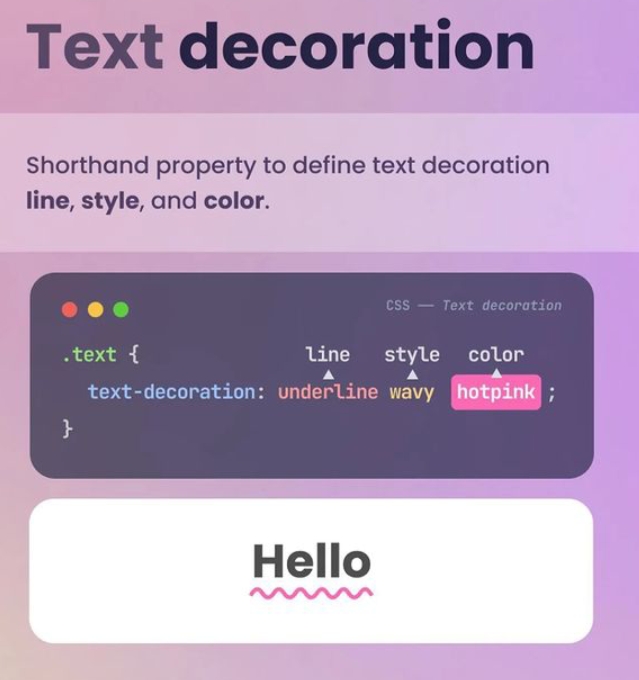 Text decoration
Shorthand property to define text decoration
line, style, and color.
CSS — Text decoration
.text {
line style color
text-decoration: underline wavy hotpink ;
}
Hello